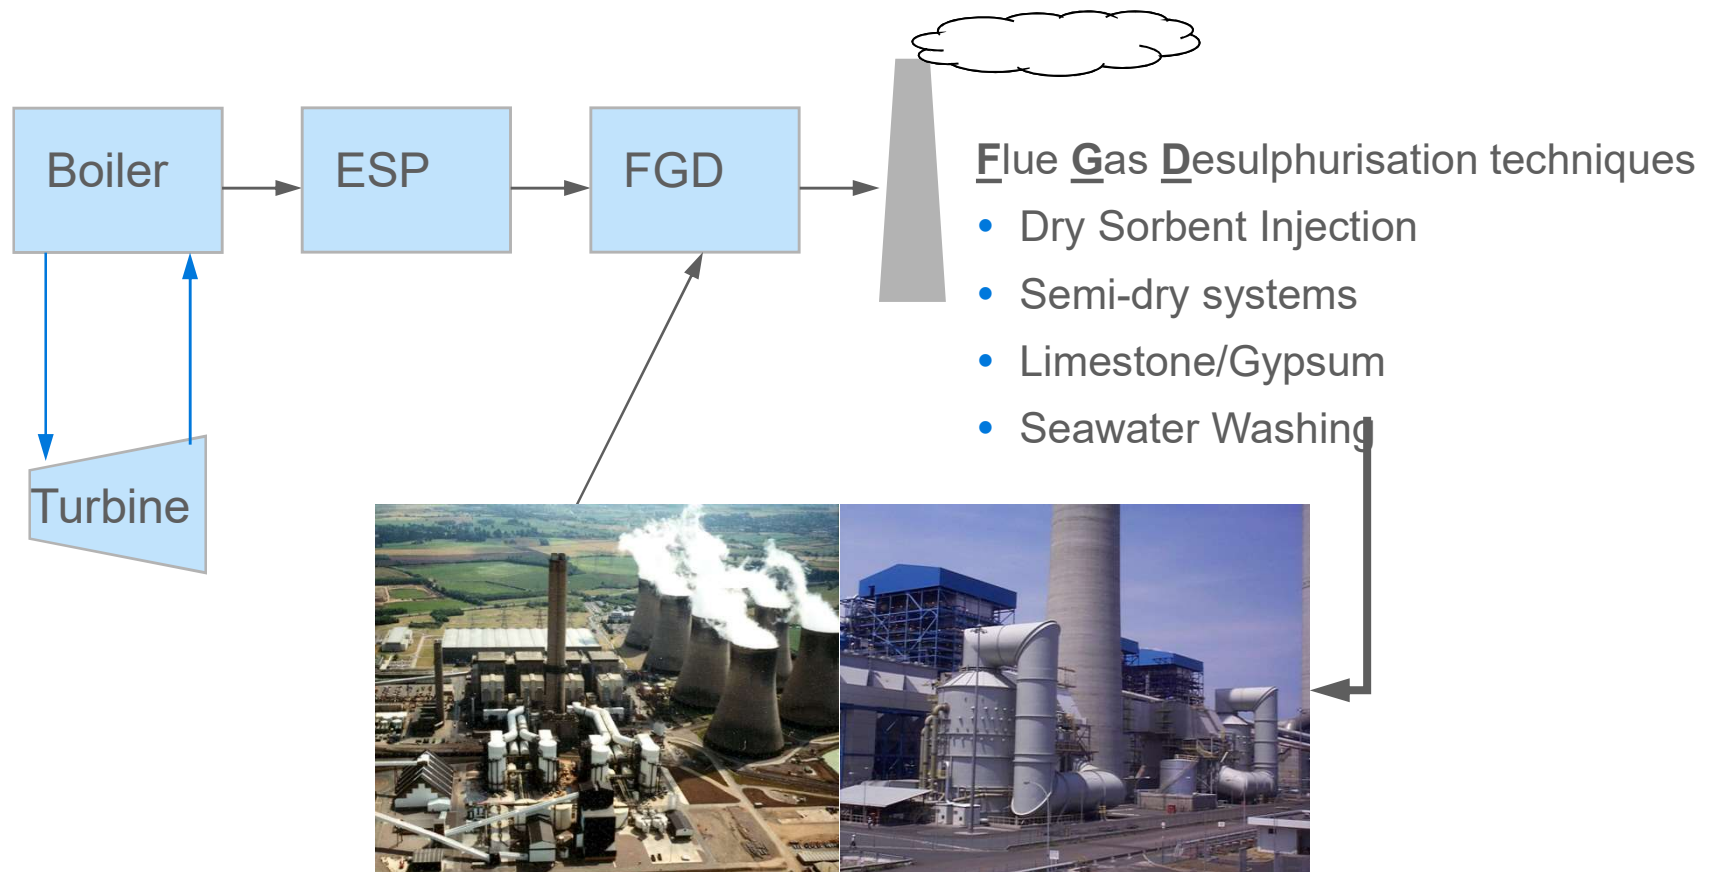 Boiler
ESP
FGD
Turbine
Flue Gas Desulphurisation techniques
• Dry Sorbent Injection
• Semi-dry systems
• Limestone/Gypsum
• Seawater Washing